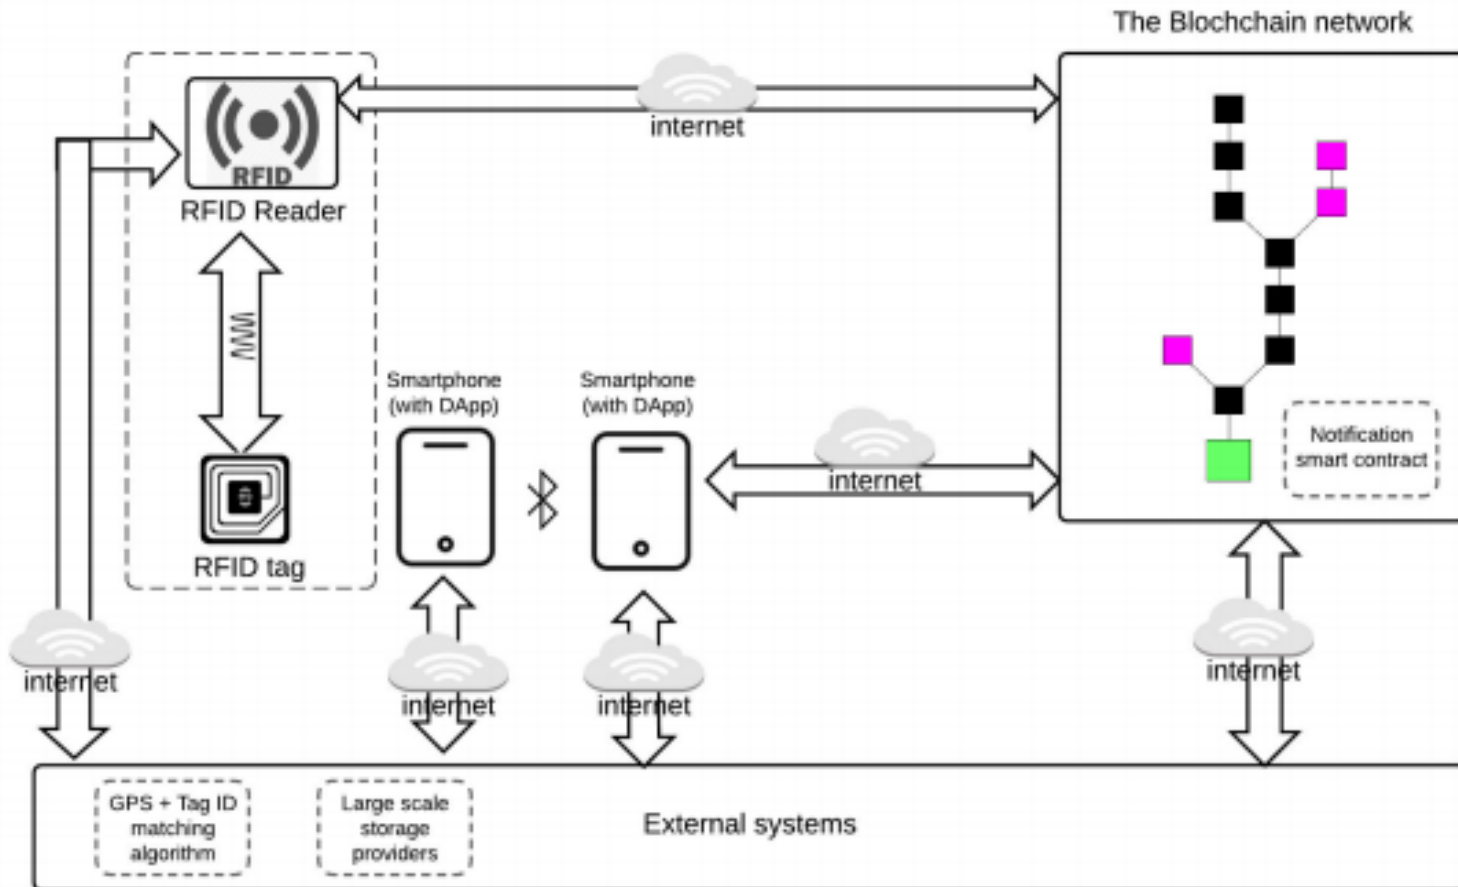 The Blochchain network
internet
RFID
RFID Reader
Smartphone
(with DApp)
Smartphone
(with DApp)
internet
Notification
smart contract
RFID tag
internet
internet
internet
internet
GPS + Tag ID
matching
algorithm
Large scale
storage
providers
External systems